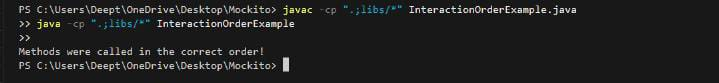 PS C:\Users\Deept\OneDrive\Desktop\Mockito> javac -cp ".;libs/*" InteractionOrderExample.java
>> java -cp ".;libs/*" InteractionOrderExample
>>
Methods were called in the correct order!
PS C:\Users\Deept\OneDrive\Desktop\Mockito>